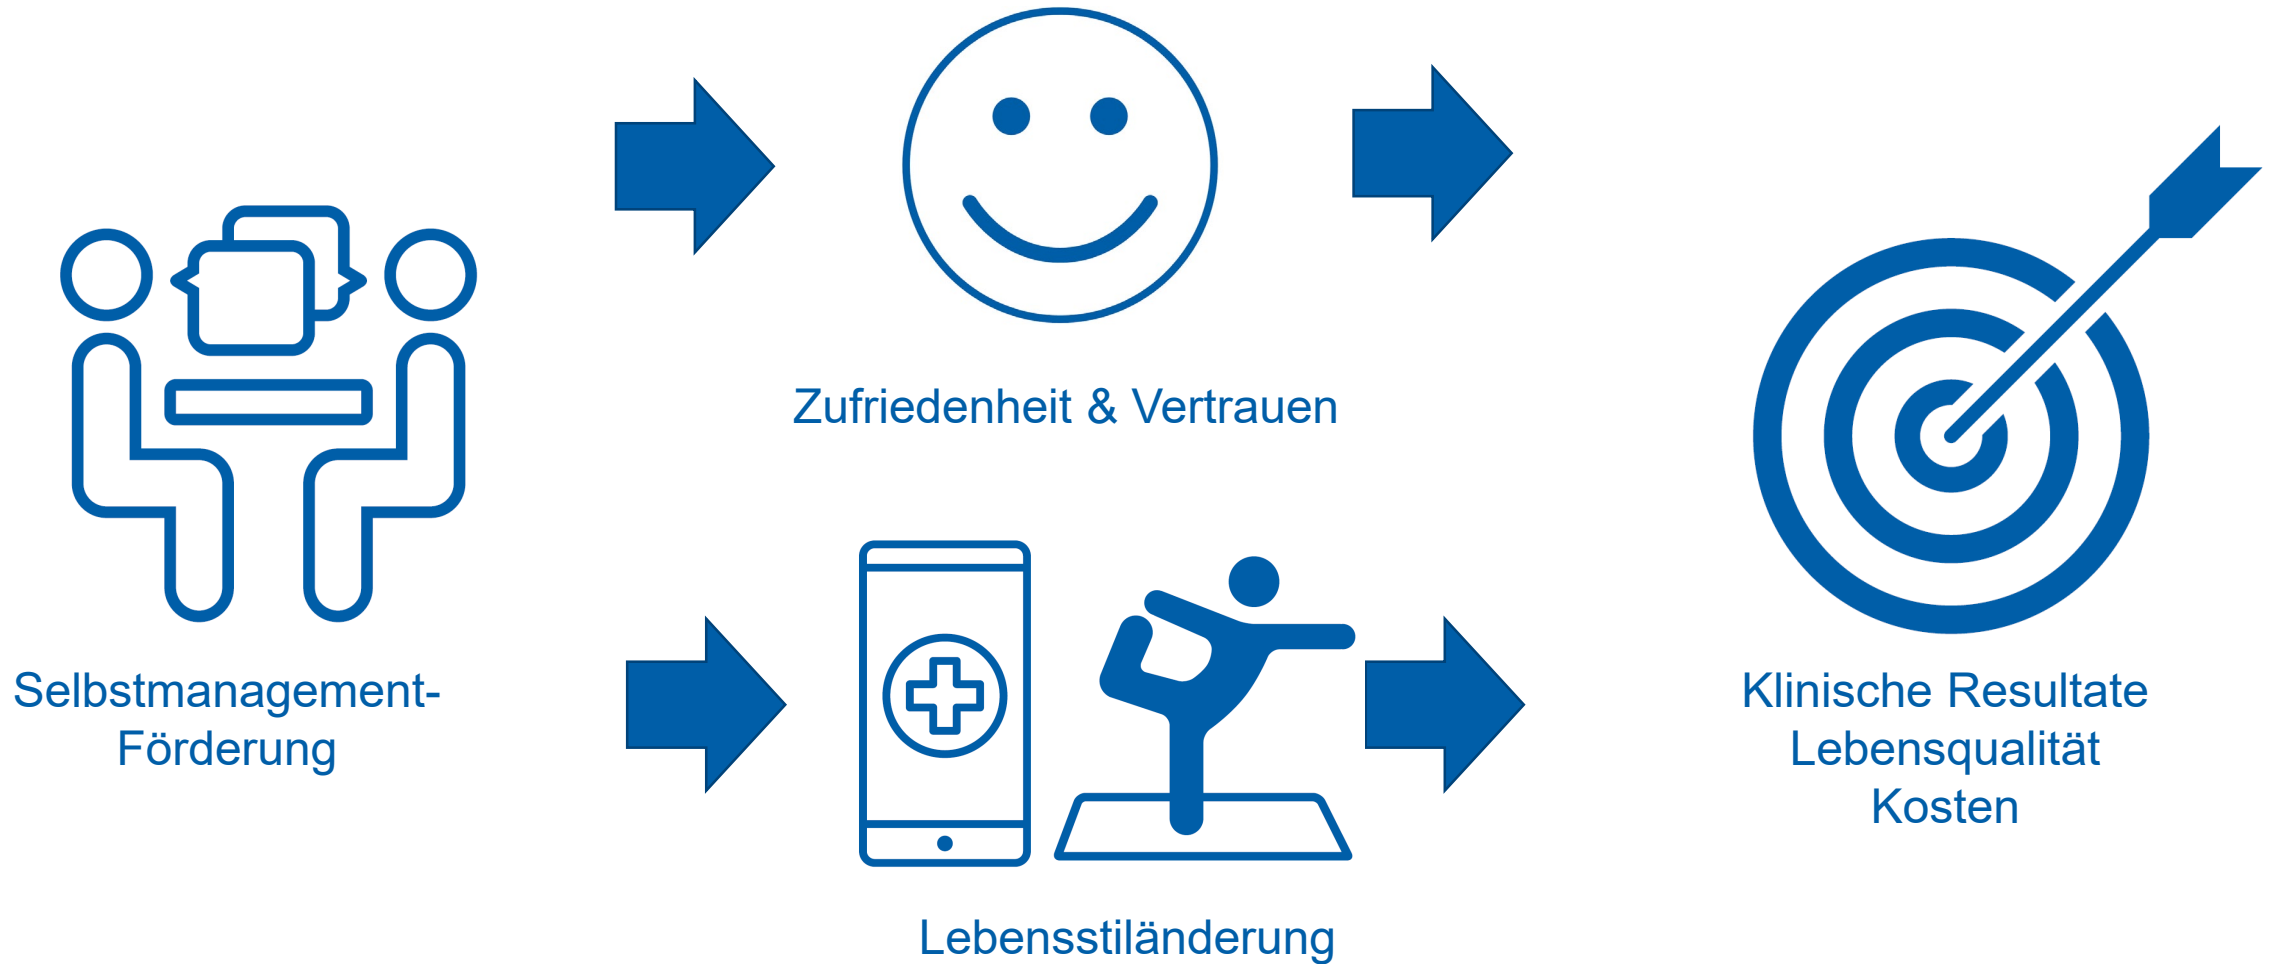 Zufriedenheit & Vertrauen
Selbstmanagement-
Förderung
Klinische Resultate
Lebensqualität
Kosten
Lebensstiländerung